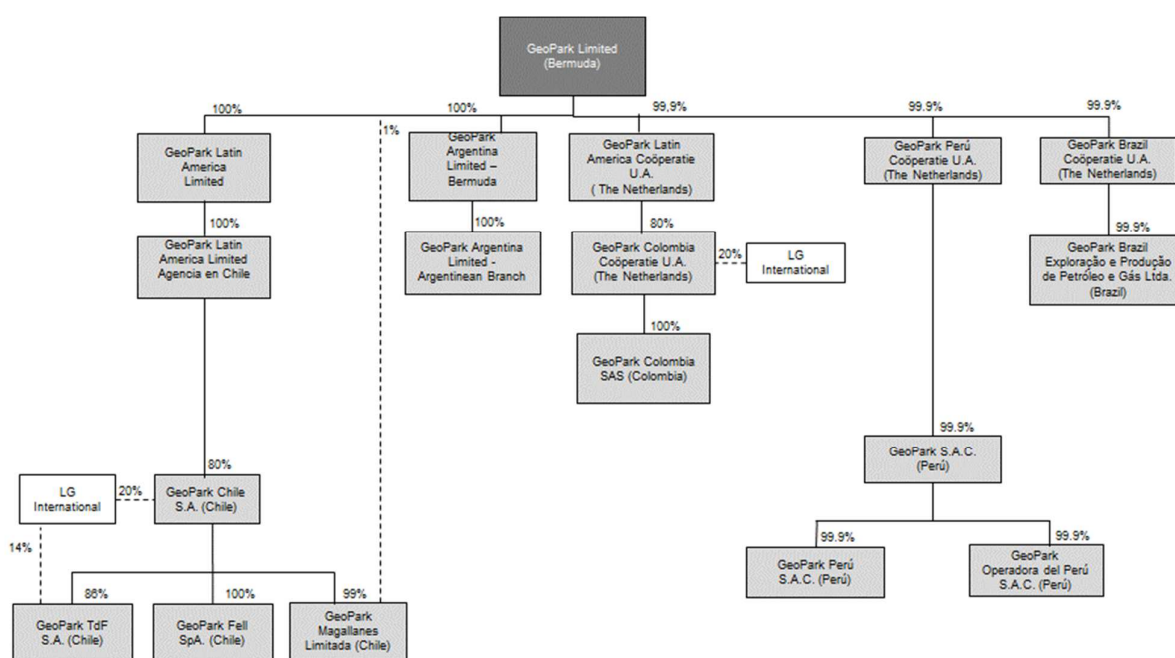 GeoPark Limited
(Bermuda)
100%
100%
99,9%
99.9%
99.9%
1%
GeoPark Latin
America
Limited
GeoPark
Argentina
Limited –
Bermuda
GeoPark Latin
America Coöperatie
U.A.
( The Netherlands)
GeoPark Perú
Coöperatie U.A.
(The Netherlands)
GeoPark Brazil
Coöperatie U.A.
(The Netherlands)
100%
100%
80%
99.9%
GeoPark Latin
America Limited
Agencia en Chile
GeoPark Argentina
Limited -
Argentinean Branch
GeoPark Colombia
Coöperatie U.A.
(The Netherlands)
20%
LG
International
GeoPark Brazil
Exploração e Produção
de Petróleo e Gás Ltda.
(Brazil)
100%
GeoPark Colombia
SAS (Colombia)
99.9%
GeoPark S.A.C.
(Perú)
80%
LG
International
20%
GeoPark Chile
S.A. (Chile)
99.9%
99.9%
GeoPark Perú
S.A.C. (Perú)
GeoPark
Operadora del Perú
S.A.C. (Perú)
14%
86%
100%
99%
GeoPark TdF
S.A. (Chile)
GeoPark Fell
SpA. (Chile)
GeoPark
Magallanes
Limitada (Chile)